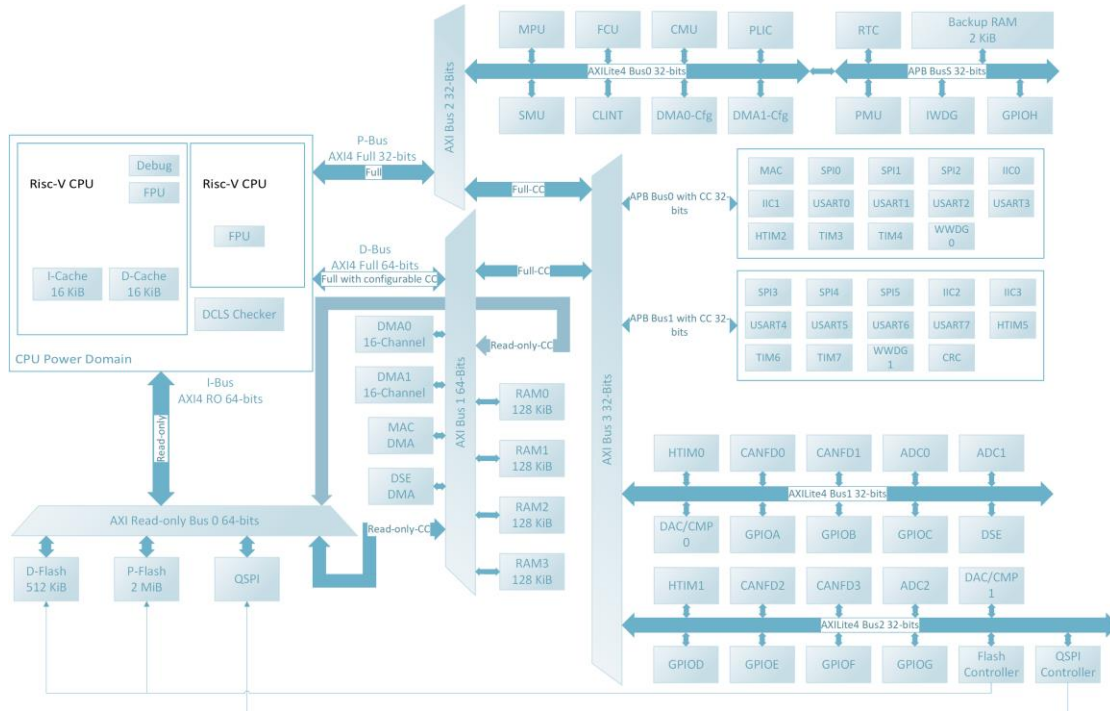 MPU
FCU
CMU
PLIC
RTC
Backup RAM
2 KiB
AXI Bus 2 32-Bits
AXILite4 Bus0 32-bits
APB Bus5 32-bits
SMU
CLINT
DMA0-Cfg
DMA1-Cfg
PMU
IWDG
GPIOH
P-Bus
AXI4 Full 32-bits
Full
Risc-V CPU
Debug
FPU
Risc-V CPU
FPU
I-Cache
16 KiB
D-Cache
16 KiB
DCLS Checker
CPU Power Domain
Full-CC
D-Bus
AXI4 Full 64-bits
Full with configurable CC
Full-CC
APB Bus0 with CC 32-
bits
MAC
SPI0
SPI1
SPI2
IIC0
IIC1
USART0
USART1
USART2
USART3
HTIM2
TIM3
TIM4
WWDG
0
APB Bus1 with CC 32-
bits
SPI3
SPI4
SPI5
IIC2
IIC3
USART4
USART5
USART6
USART7
HTIM5
TIM6
TIM7
WWDG
1
CRC
I-Bus
AXI4 RO 64-bits
Read-only
DMA0
16-Channel
DMA1
16-Channel
MAC
DMA
DSE
DMA
AXI Bus 1 64-Bits
Read-only-CC
RAM0
128 KiB
RAM1
128 KiB
RAM2
128 KiB
RAM3
128 KiB
AXI Bus 3 32-Bits
AXI Read-only Bus 0 64-bits
Read-only-CC
D-Flash
512 KiB
P-Flash
2 MiB
QSPI
HTIM0
CANFD0
CANFD1
ADC0
ADC1
AXILite4 Bus1 32-bits
DAC/CMP
0
GPIOA
GPIOB
GPIOC
DSE
HTIM1
CANFD2
CANFD3
ADC2
DAC/CMP
1
AXILite4 Bus2 32-bits
GPIOD
GPIOE
GPIOF
GPIOG
Flash
Controller
QSPI
Controller